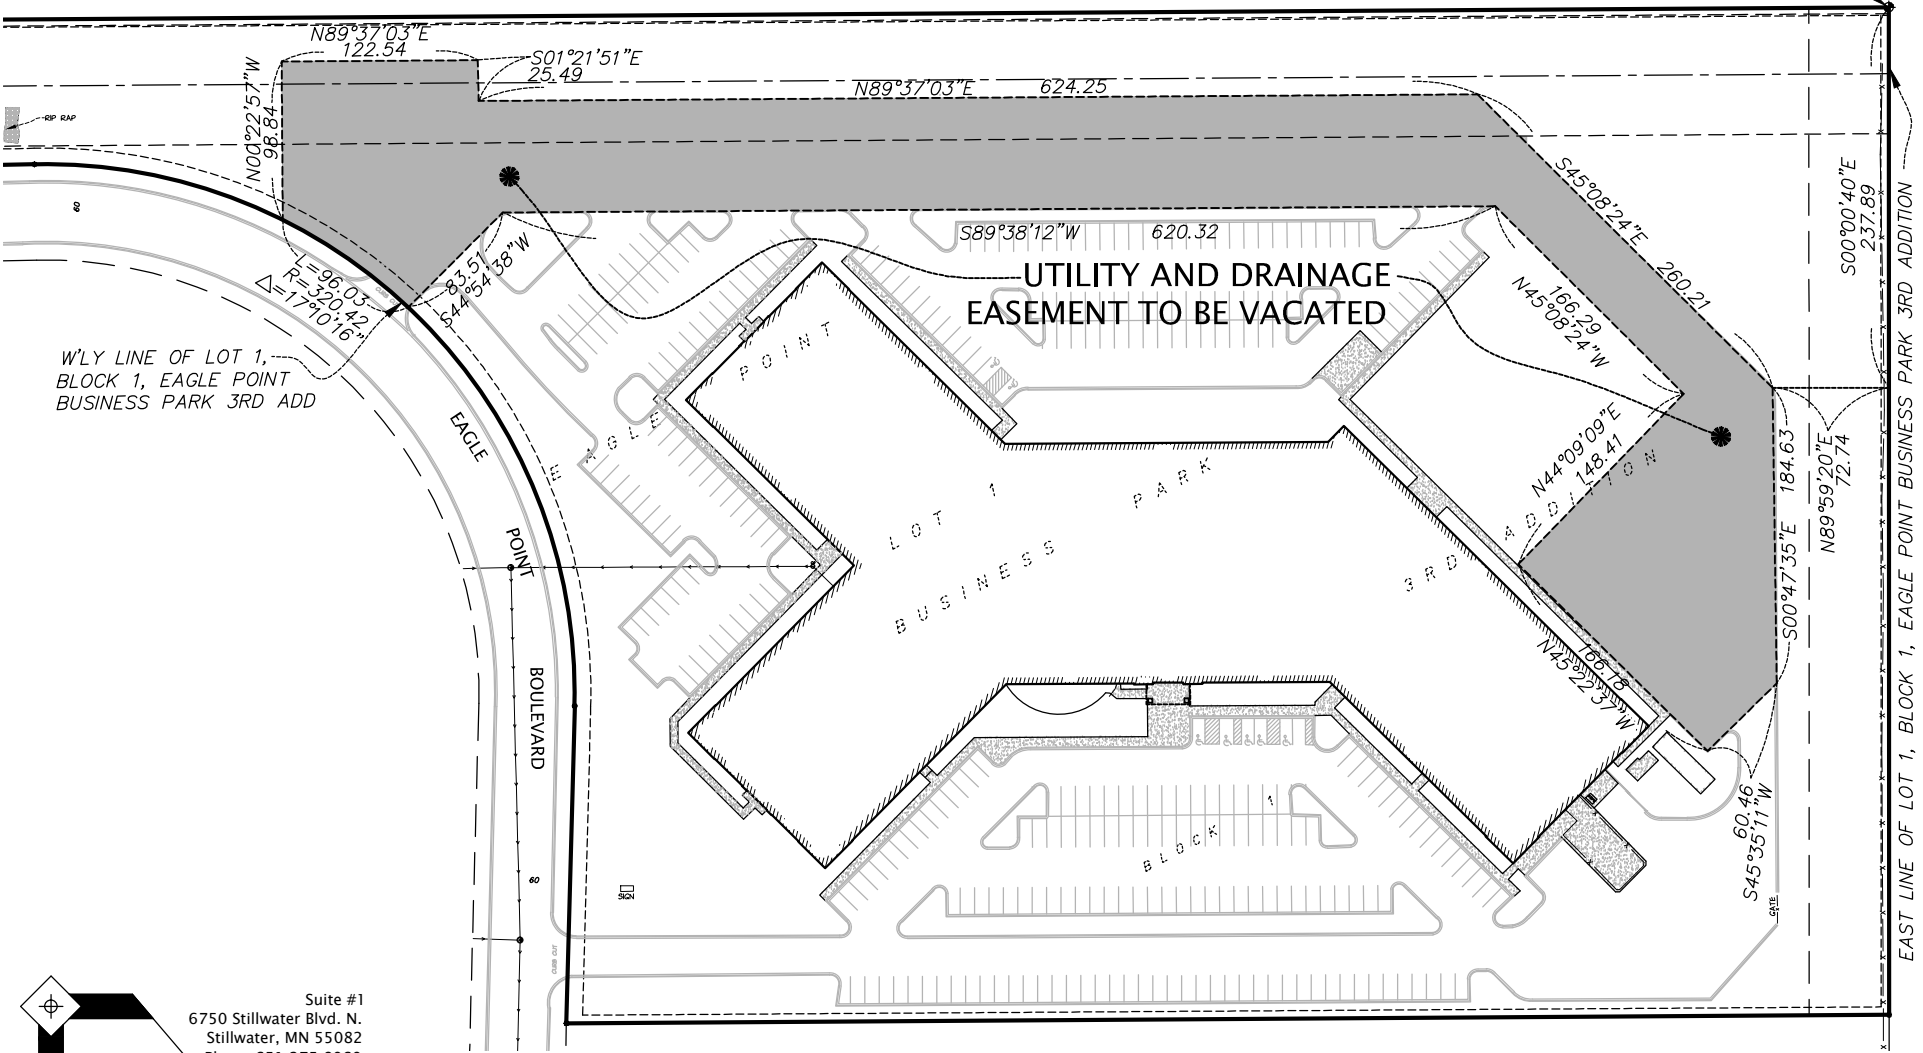 N89°37'03"E
122.54
S01°21'51"E
25.49
N00°22'57"W
98.84
N89°37'03"E 624.25
RIP RAP
60
S45°08'24"E
260.21
S00°00'40"E
237.89
EAST LINE OF LOT 1, BLOCK 1, EAGLE POINT BUSINESS PARK 3RD ADDITION
S89°38'12"W 620.32
UTILITY AND DRAINAGE
EASEMENT TO BE VACATED
L=96.03
R=320.42
Δ=17°10'16"
83.51
S44°54'38"W
166.29
N45°08'24"W
W'LY LINE OF LOT 1,
BLOCK 1, EAGLE POINT
BUSINESS PARK 3RD ADD
N44°09'09"E
148.41
S00°47'35"E 184.63
N89°59'20"E
72.74
EAGLE
POINT
BOULEVARD
EAGLE POINT
LOT 1
BUSINESS PARK
3RD ADDITION
166.18
N45°22'37"W
60.46
S45°35'11"W
BLOCK 1
60
SIGN
CURB CUT
GATE
Suite #1
6750 Stillwater Blvd. N.
Stillwater, MN 55082